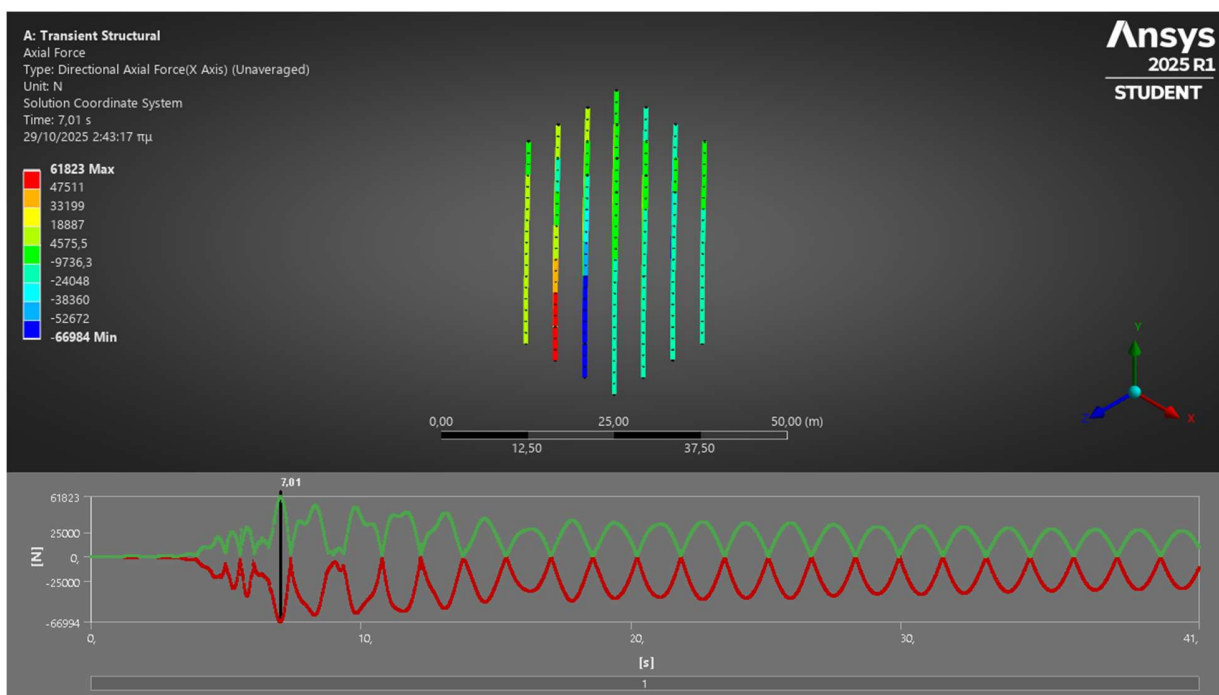 A: Transient Structural
Axial Force
Type: Directional Axial Force(X Axis) (Unaveraged)
Unit: N
Solution Coordinate System
Time: 7,01 s
29/10/2025 2:43:17 πμ
61823 Max
47511
33199
18887
4575,5
-9736,3
-24048
-38360
-52672
-66984 Min
Ansys
2025 R1
STUDENT
Y
Z
X
0,00 25,00 50,00 (m)
12,50 37,50
7,01
61823
25000
0,
-25000
-66994
[N]
0, 10, 20, 30, 41,
[s]
1